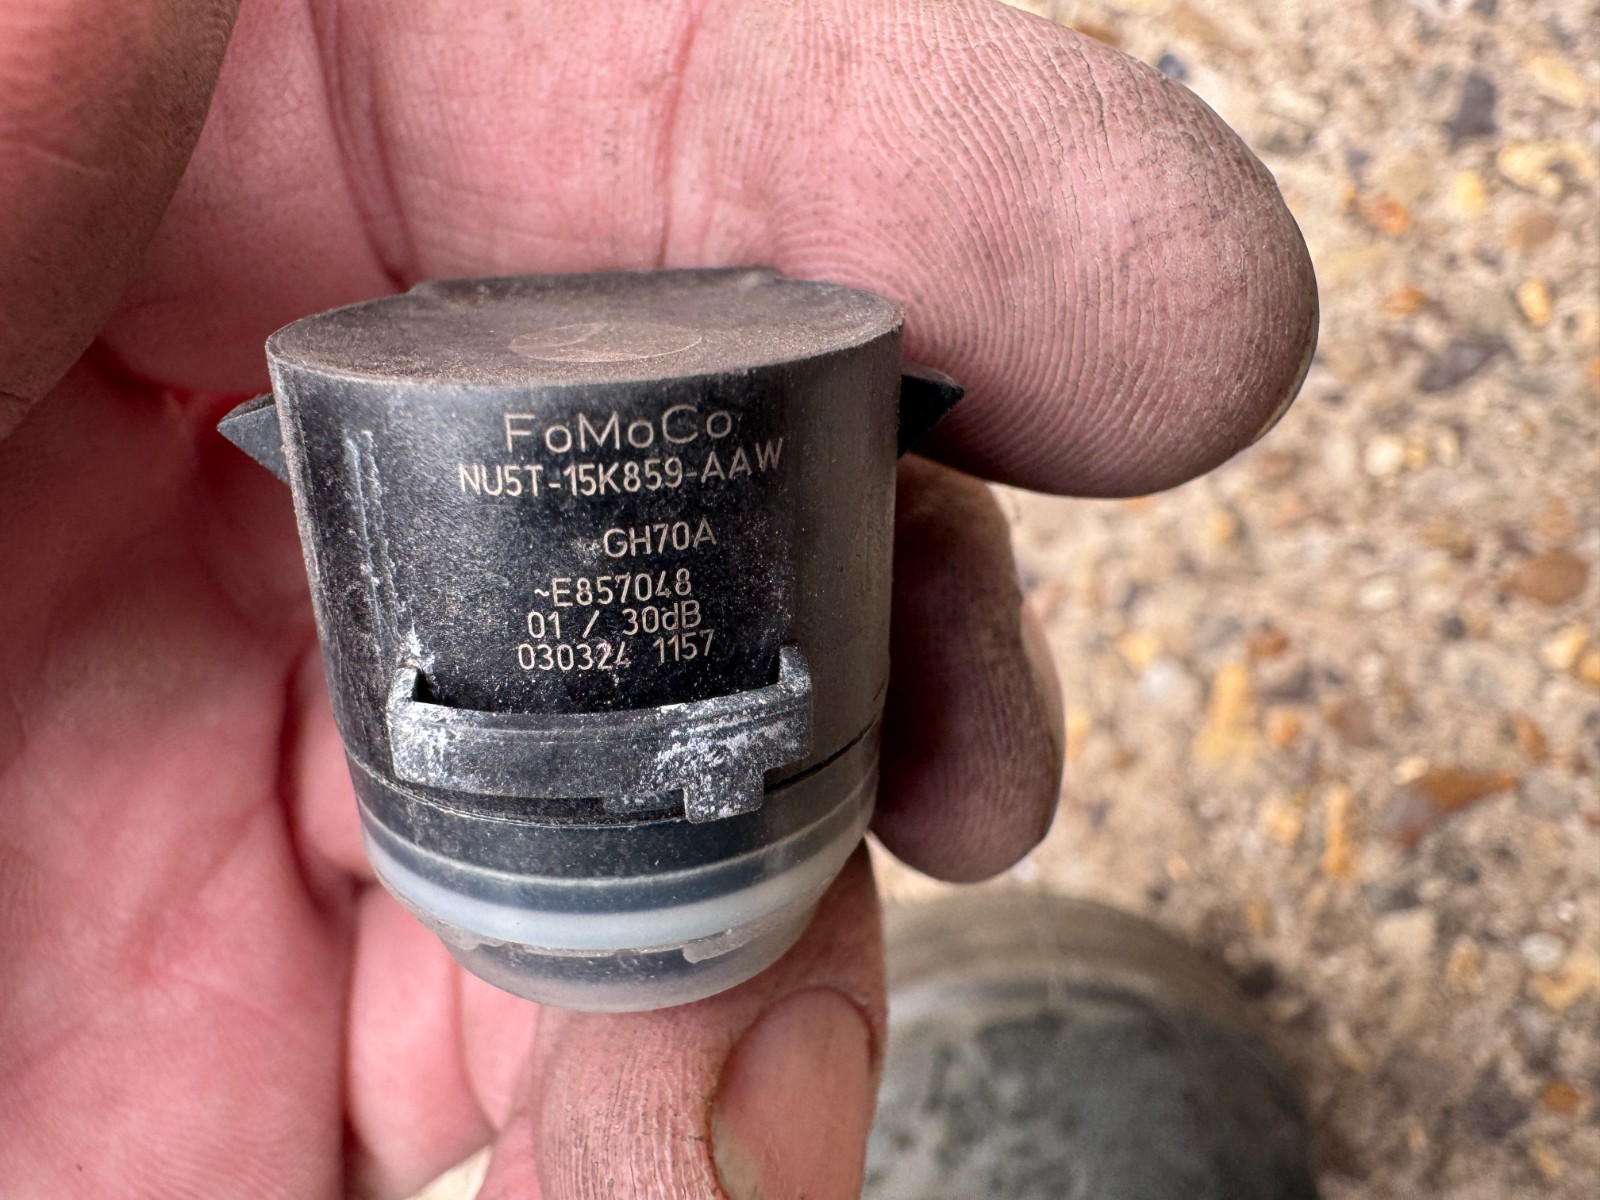 FoMoCo
NU5T-15K859-AAW
~GH70A
~E857048
01 / 30dB
030324 1157